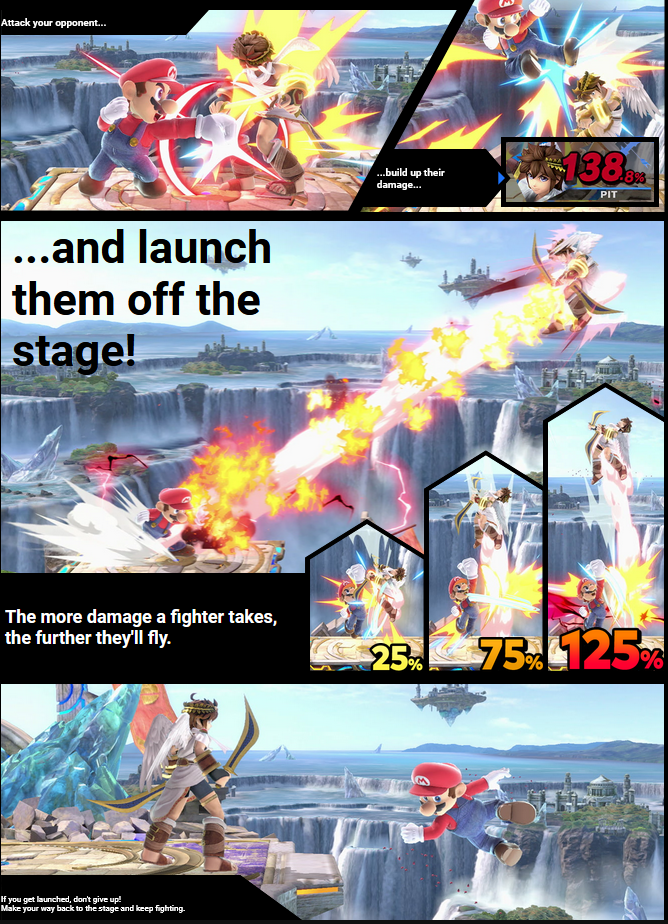 Attack your opponent...
...build up their
damage...
138.8%
PIT
...and launch
them off the
stage!
The more damage a fighter takes,
the further they'll fly.
25%
75%
125%
If you get launched, don't give up!
Make your way back to the stage and keep fighting.